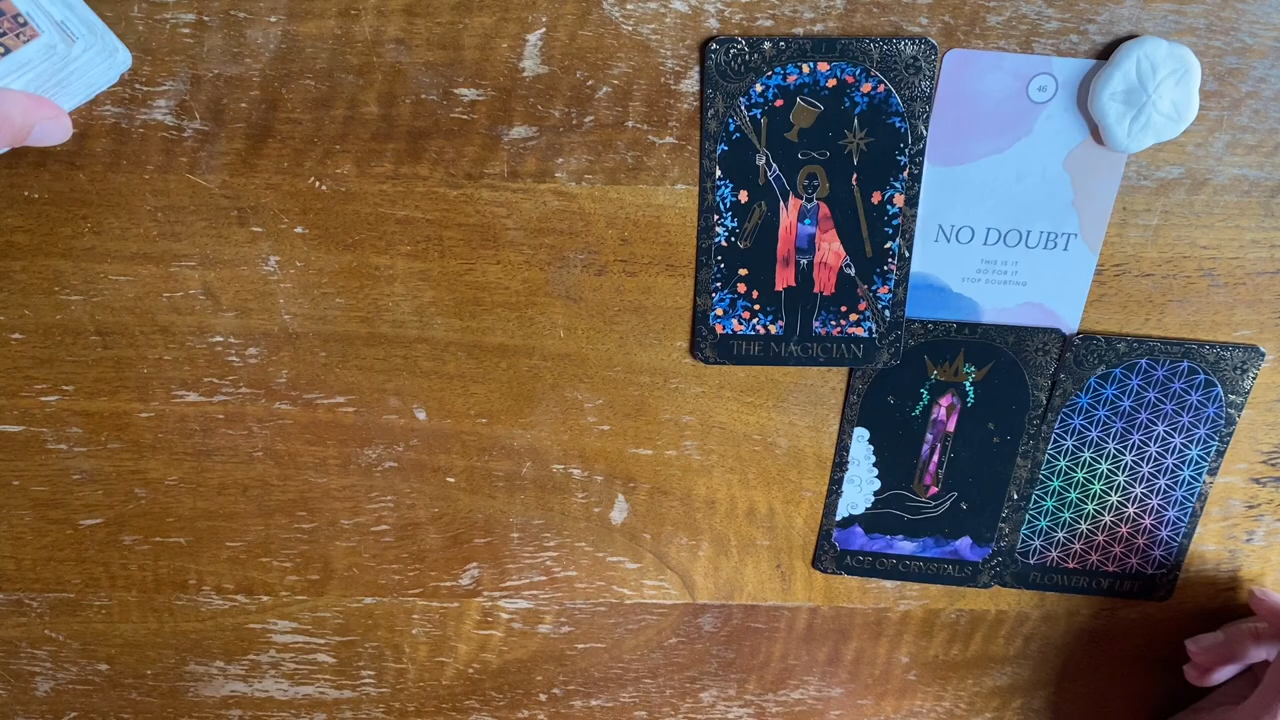 I
THE MAGICIAN
46
NO DOUBT
THIS IS IT
GO FOR IT
STOP DOUBTING
ACE OF CRYSTALS
FLOWER OF LIFE